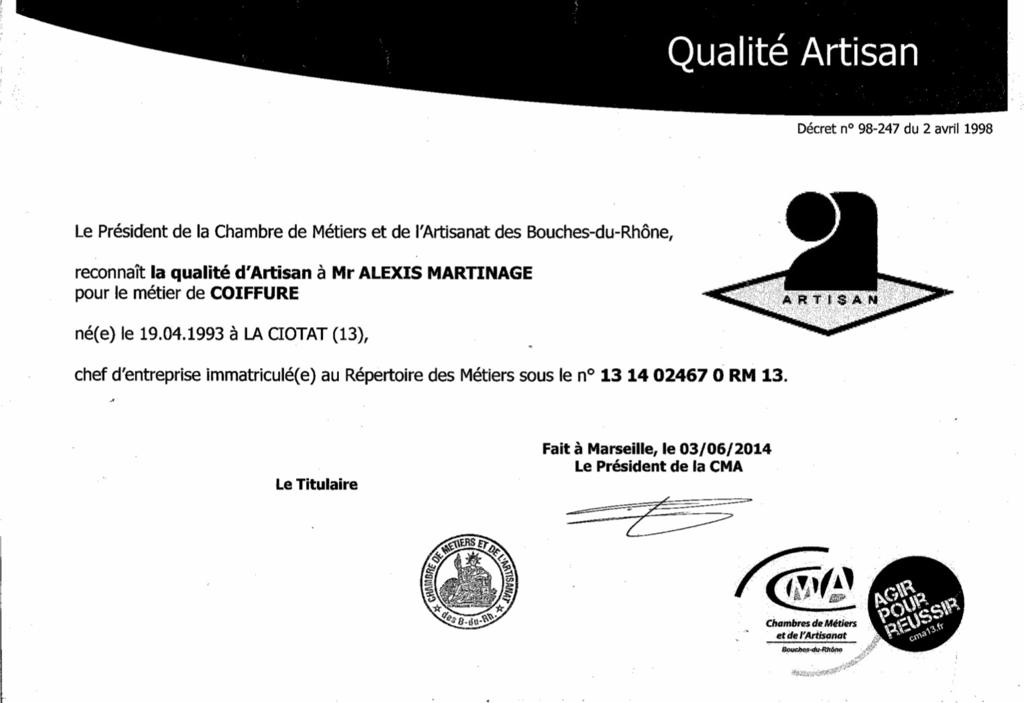 Qualité Artisan
Décret n° 98-247 du 2 avril 1998
Le Président de la Chambre de Métiers et de l'Artisanat des Bouches-du-Rhône,
reconnaît la qualité d'Artisan à Mr ALEXIS MARTINAGE
pour le métier de COIFFURE
né(e) le 19.04.1993 à LA CIOTAT (13),
chef d'entreprise immatriculé(e) au Répertoire des Métiers sous le n° 13 14 02467 0 RM 13.
ARTISAN
Fait à Marseille, le 03/06/2014
Le Président de la CMA
Le Titulaire
CHAMBRE DE METIERS ET DE L'ARTISANAT
des B-du-Rh.
CMA
Chambres de Métiers
et de l'Artisanat
Bouches-du-Rhône
AGIR
POUR
RÉUSSIR
cma13.fr